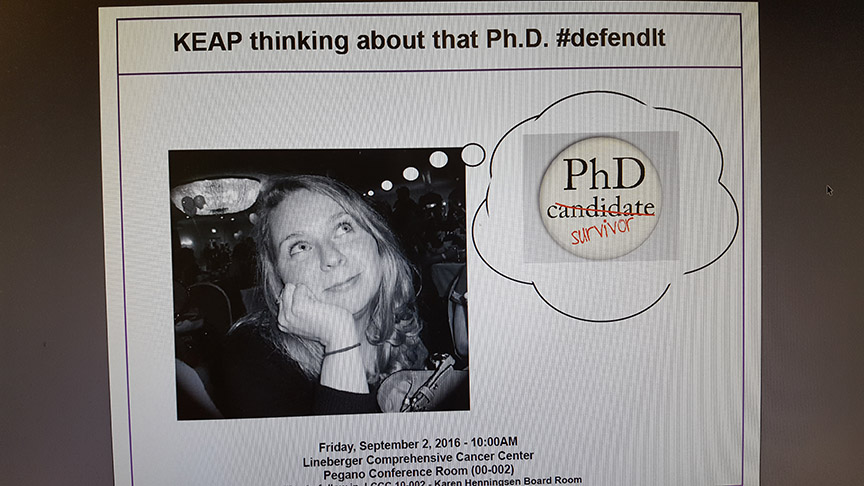 KEAP thinking about that Ph.D. #defendIt
PhD
candidate
survivor
Friday, September 2, 2016 - 10:00AM
Lineberger Comprehensive Cancer Center
Pegano Conference Room (00-002)
LCCC 10-002 - Karen Henningsen Board Room